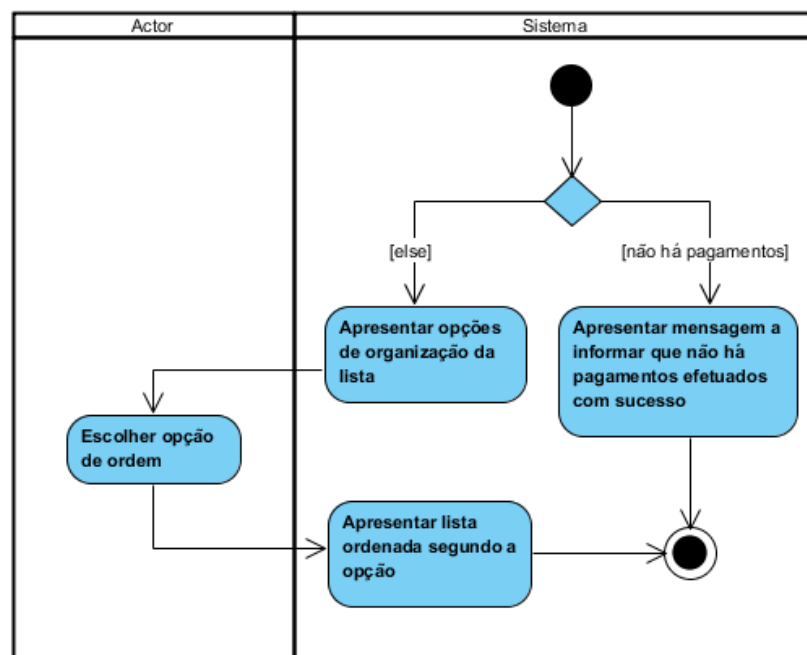 Actor
Sistema
[else]
[não há pagamentos]
Apresentar opções
de organização da
lista
Apresentar mensagem a
informar que não há
pagamentos efetuados
com sucesso
Escolher opção
de ordem
Apresentar lista
ordenada segundo a
opção